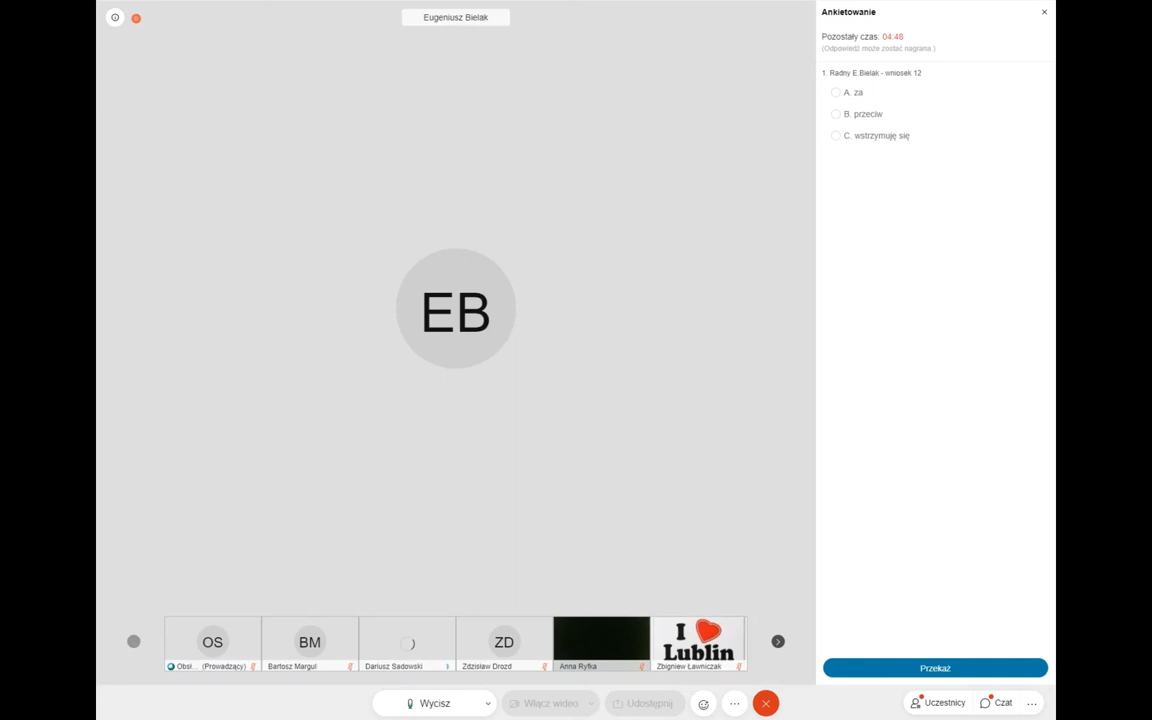 Eugeniusz Bielak
EB
OS
Obsł... (Prowadzący)
BM
Bartosz Margul
Dariusz Sadowski
ZD
Zdzisław Drozd
Anna Ryfka
I
Lublin
Zbigniew Ławniczak
Wycisz
Włącz wideo
Udostępnij
Ankietowanie
Pozostały czas: 04:48
(Odpowiedź może zostać nagrana.)
1. Radny E.Bielak - wniosek 12
A. za
B. przeciw
C. wstrzymuję się
Przekaż
Uczestnicy
Czat